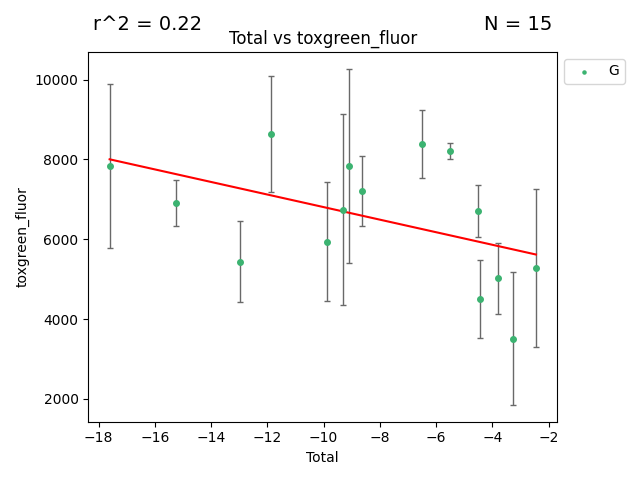 r^2 = 0.22
N = 15
Total vs toxgreen_fluor
G
10000
8000
6000
4000
2000
toxgreen_fluor
−18
−16
−14
−12
−10
−8
−6
−4
−2
Total